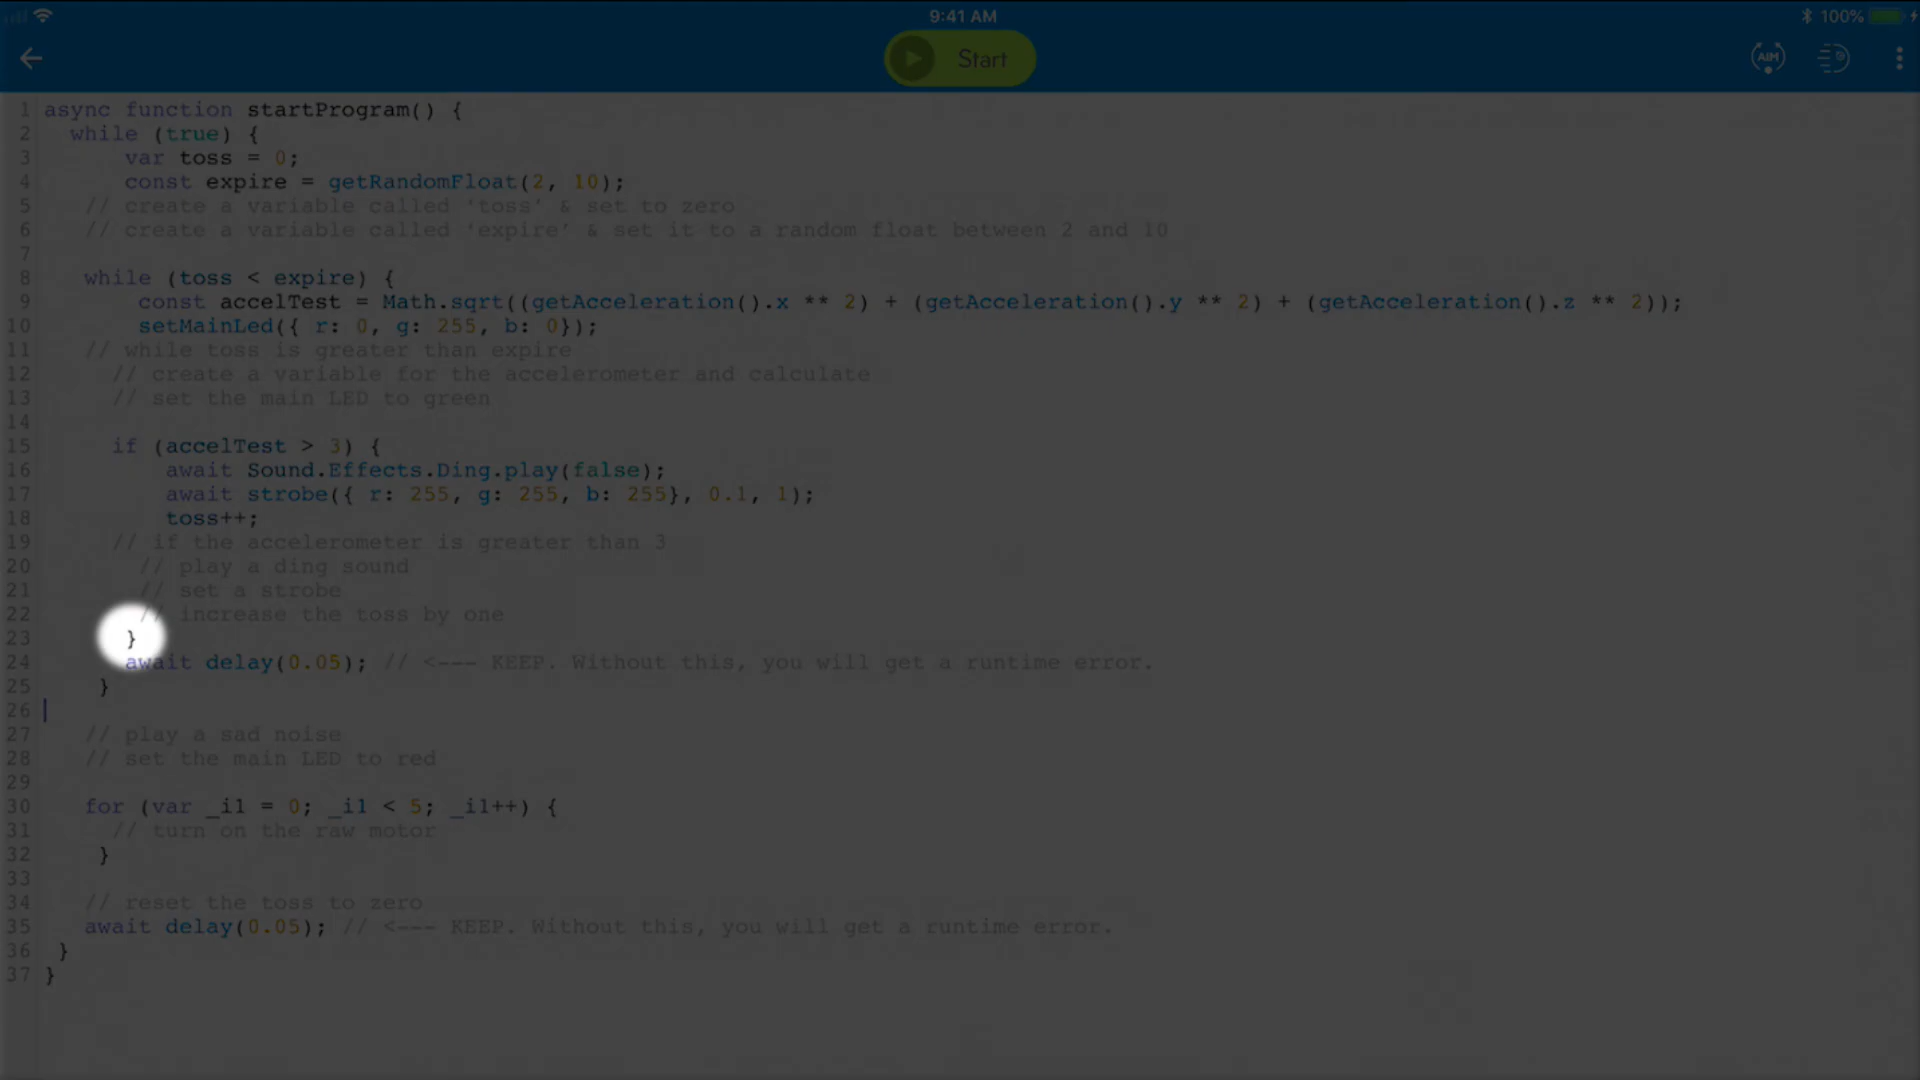 9:41 AM
100%
Start
AIM
1 async function startProgram() {
2 while (true) {
3 var toss = 0;
4 const expire = getRandomFloat(2, 10);
5 // create a variable called ‘toss’ & set to zero
6 // create a variable called ‘expire’ & set it to a random float between 2 and 10
7
8 while (toss < expire) {
9 const accelTest = Math.sqrt((getAcceleration().x ** 2) + (getAcceleration().y ** 2) + (getAcceleration().z ** 2));
10 setMainLed({ r: 0, g: 255, b: 0});
11 // while toss is greater than expire
12 // create a variable for the accelerometer and calculate
13 // set the main LED to green
14
15 if (accelTest > 3) {
16 await Sound.Effects.Ding.play(false);
17 await strobe({ r: 255, g: 255, b: 255}, 0.1, 1);
18 toss++;
19 // if the accelerometer is greater than 3
20 // play a ding sound
21 // set a strobe
22 // increase the toss by one
23 }
24 await delay(0.05); // <--- KEEP. Without this, you will get a runtime error.
25 }
26
27 // play a sad noise
28 // set the main LED to red
29
30 for (var _i1 = 0; _i1 < 5; _i1++) {
31 // turn on the raw motor
32 }
33
34 // reset the toss to zero
35 await delay(0.05); // <--- KEEP. Without this, you will get a runtime error.
36 }
37 }